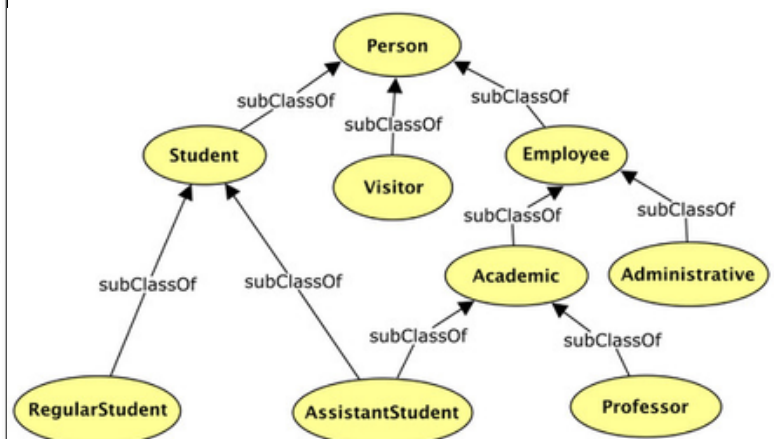 Person
subClassOf
subClassOf
subClassOf
Student
Visitor
Employee
subClassOf
subClassOf
Academic
Administrative
subClassOf
subClassOf
subClassOf
subClassOf
RegularStudent
AssistantStudent
Professor